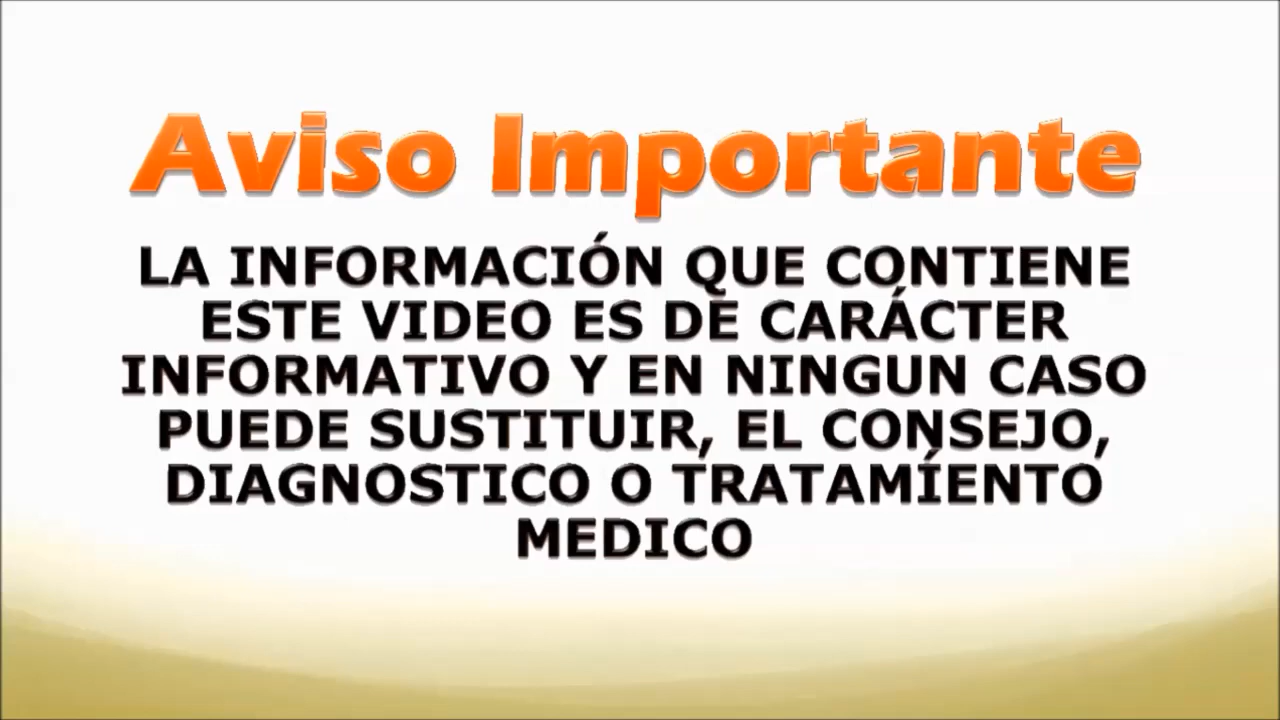 Aviso Importante
LA INFORMACIÓN QUE CONTIENE
ESTE VIDEO ES DE CARÁCTER
INFORMATIVO Y EN NINGUN CASO
PUEDE SUSTITUIR, EL CONSEJO,
DIAGNOSTICO O TRATAMÍENTO
MEDICO